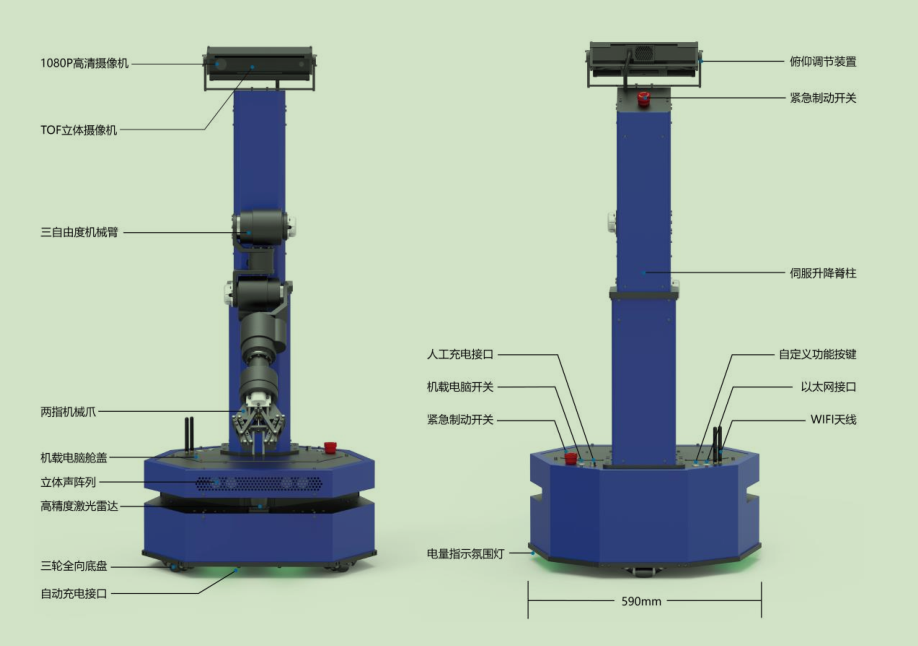 1080P高清摄像机
TOF立体摄像机
三自由度机械臂
两指机械爪
机载电脑舱盖
立体声阵列
高精度激光雷达
三轮全向底盘
自动充电接口
俯仰调节装置
紧急制动开关
伺服升降脊柱
人工充电接口
机载电脑开关
紧急制动开关
自定义功能按键
以太网接口
WIFI天线
电量指示氛围灯
590mm